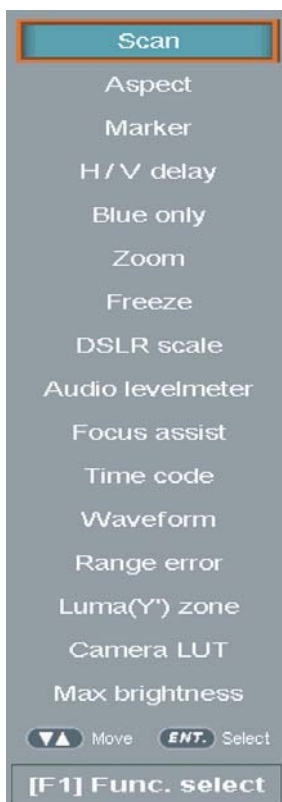 Scan
Aspect
Marker
H / V delay
Blue only
Zoom
Freeze
DSLR scale
Audio levelmeter
Focus assist
Time code
Waveform
Range error
Luma(Y') zone
Camera LUT
Max brightness
▼▲ Move ENT. Select
[F1] Func. select